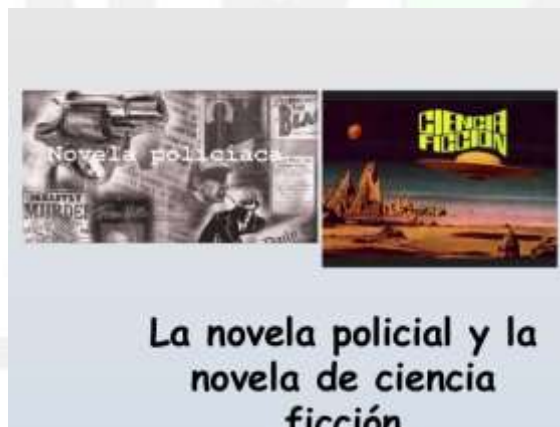 Novela policiaca
MURDER
CIENCIA
FICCION
La novela policial y la
novela de ciencia
ficción